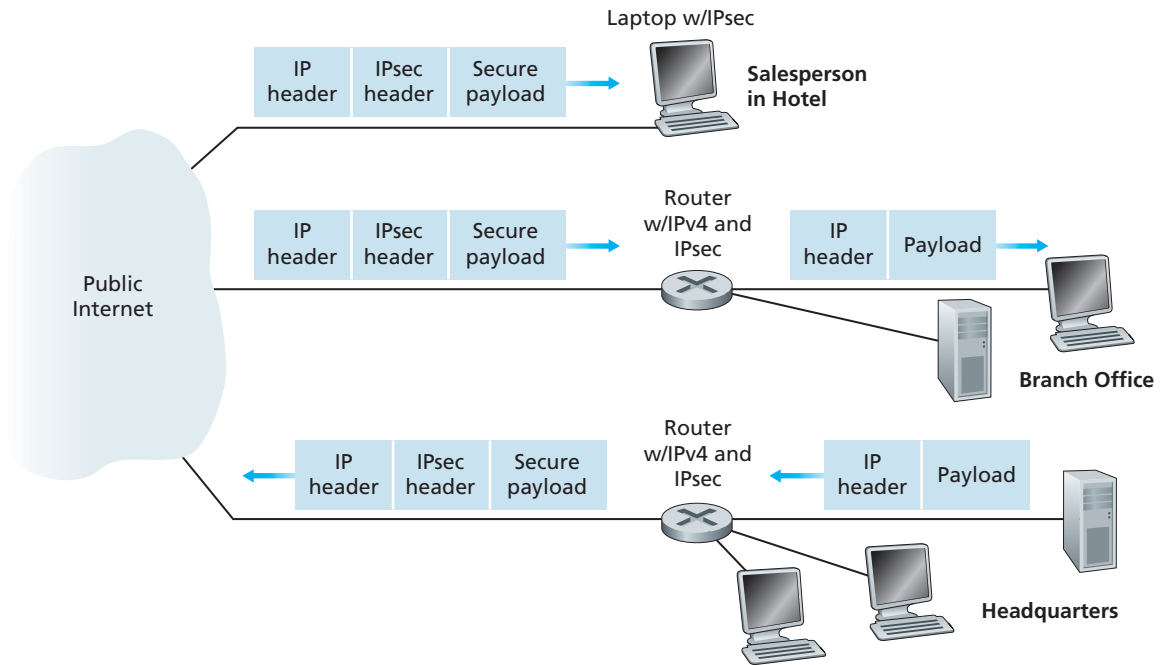 Laptop w/IPsec
IP
header
IPsec
header
Secure
payload
Salesperson
in Hotel
Public
Internet
IP
header
IPsec
header
Secure
payload
Router
w/IPv4 and
IPsec
IP
header
Payload
Branch Office
IP
header
IPsec
header
Secure
payload
Router
w/IPv4 and
IPsec
IP
header
Payload
Headquarters